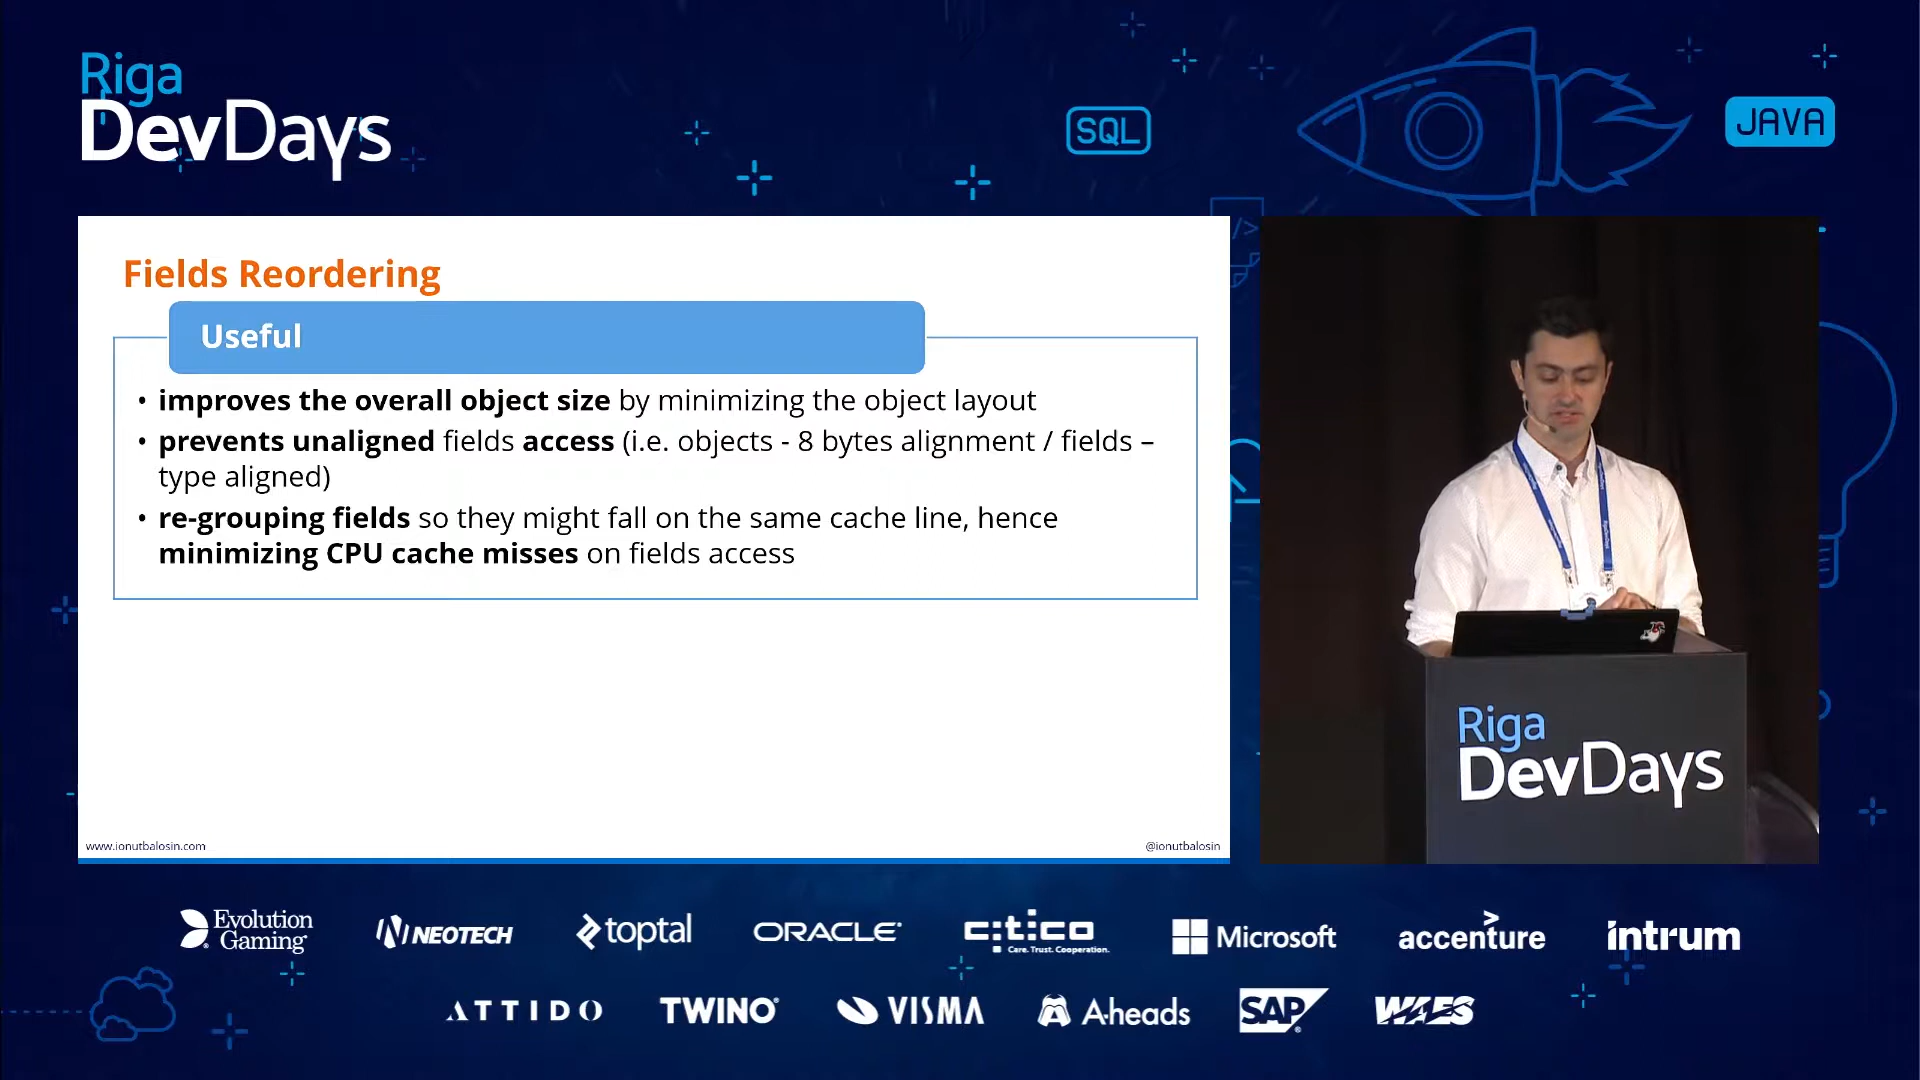 Riga
DevDays
SQL
JAVA
</>
Fields Reordering
Useful
• improves the overall object size by minimizing the object layout
• prevents unaligned fields access (i.e. objects - 8 bytes alignment / fields –
type aligned)
• re-grouping fields so they might fall on the same cache line, hence
minimizing CPU cache misses on fields access
www.ionutbalosin.com
@ionutbalosin
Riga
DevDays
Evolution
Gaming
NEOTECH
toptal
ORACLE
citico
Care. Trust. Cooperation.
Microsoft
accenture
intrum
ATTIDO
TWINO
VISMA
A-heads
SAP